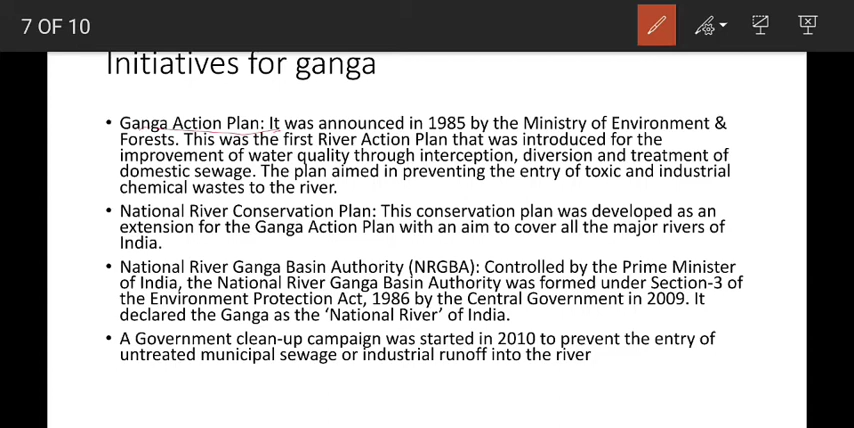 7 OF 10
Initiatives for ganga
• Ganga Action Plan: It was announced in 1985 by the Ministry of Environment &
Forests. This was the first River Action Plan that was introduced for the
improvement of water quality through interception, diversion and treatment of
domestic sewage. The plan aimed in preventing the entry of toxic and industrial
chemical wastes to the river.
• National River Conservation Plan: This conservation plan was developed as an
extension for the Ganga Action Plan with an aim to cover all the major rivers of
India.
• National River Ganga Basin Authority (NRGBA): Controlled by the Prime Minister
of India, the National River Ganga Basin Authority was formed under Section-3 of
the Environment Protection Act, 1986 by the Central Government in 2009. It
declared the Ganga as the ‘National River’ of India.
• A Government clean-up campaign was started in 2010 to prevent the entry of
untreated municipal sewage or industrial runoff into the river